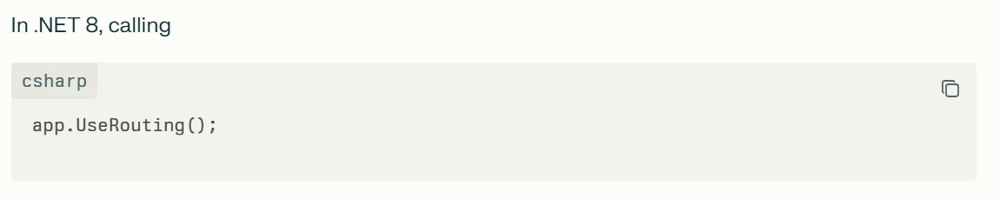 In .NET 8, calling
csharp
app.UseRouting();